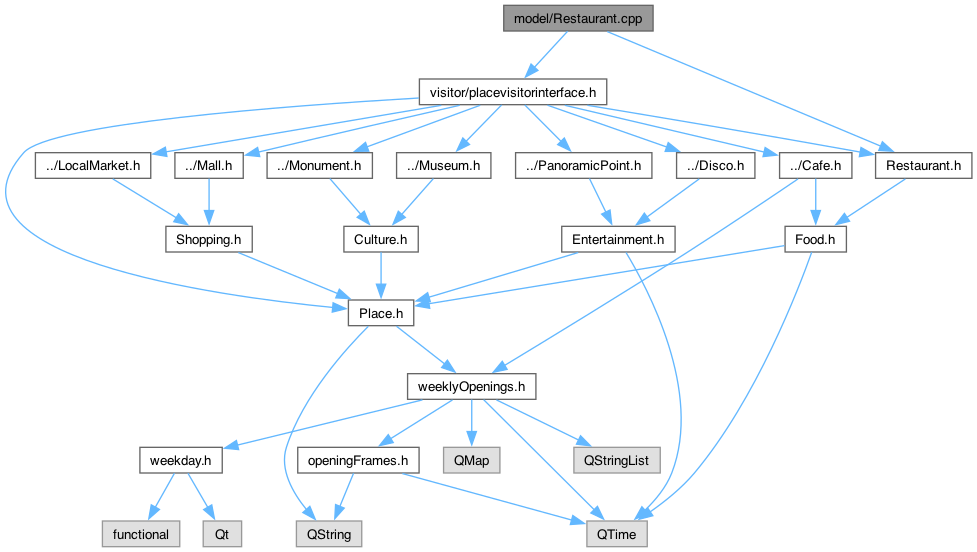 model/Restaurant.cpp
visitor/placevisitorinterface.h
../LocalMarket.h
../Mall.h
../Monument.h
../Museum.h
../PanoramicPoint.h
../Disco.h
../Cafe.h
Restaurant.h
Shopping.h
Culture.h
Entertainment.h
Food.h
Place.h
weeklyOpenings.h
weekday.h
openingFrames.h
QMap
QStringList
functional
Qt
QString
QTime